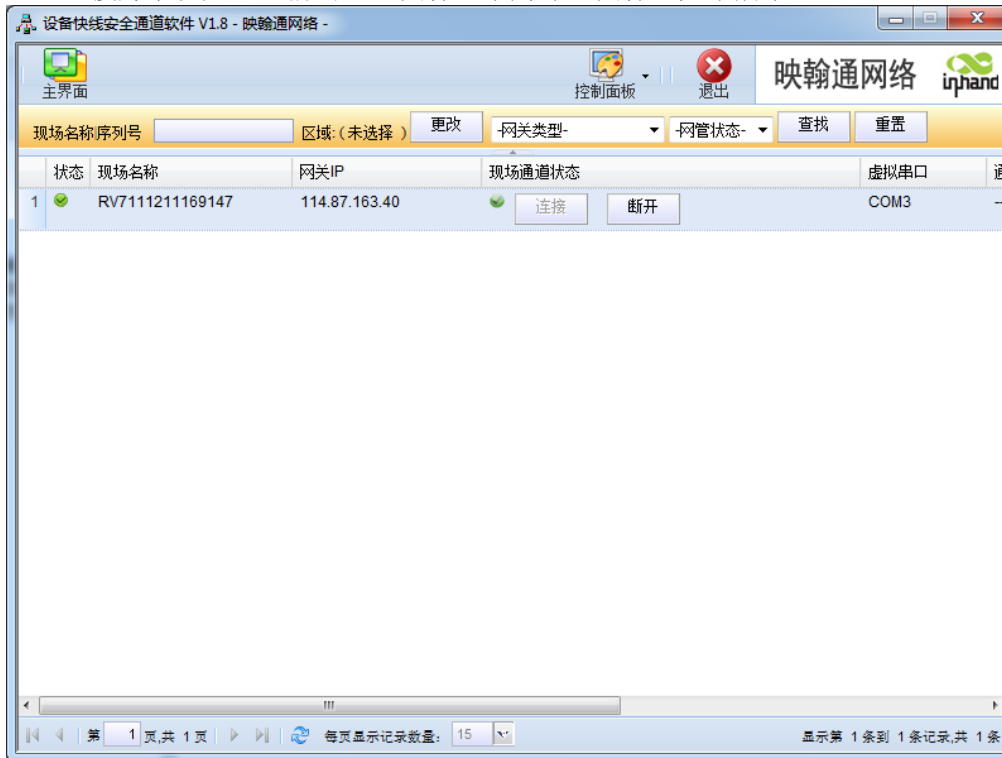 设备快线安全通道软件 V1.8 - 映翰通网络 -
主界面
控制面板
退出
映翰通网络 inhand
现场名称/序列号 区域:(未选择 ) 更改 -网关类型- -网管状态- 查找 重置
状态 现场名称 网关IP 现场通道状态 虚拟串口
1 RV7111211169147 114.87.163.40 连接 断开 COM3 --
第 1 页,共 1 页 每页显示记录数量: 15 显示第 1 条到 1 条记录,共 1 条